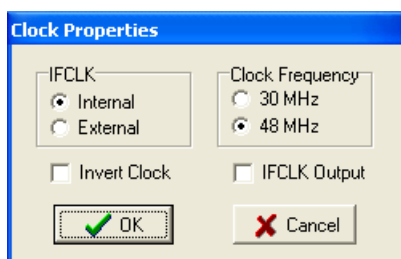 Clock Properties
IFCLK
Internal
External
Clock Frequency
30 MHz
48 MHz
Invert Clock
IFCLK Output
OK
Cancel